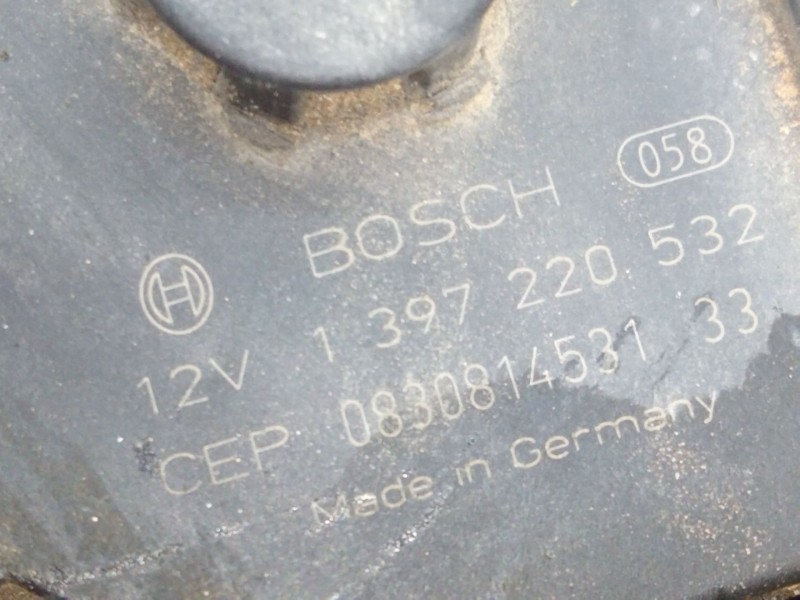 058
BOSCH
12V 1 397 220 532
CEP 0830814531 33
Made in Germany